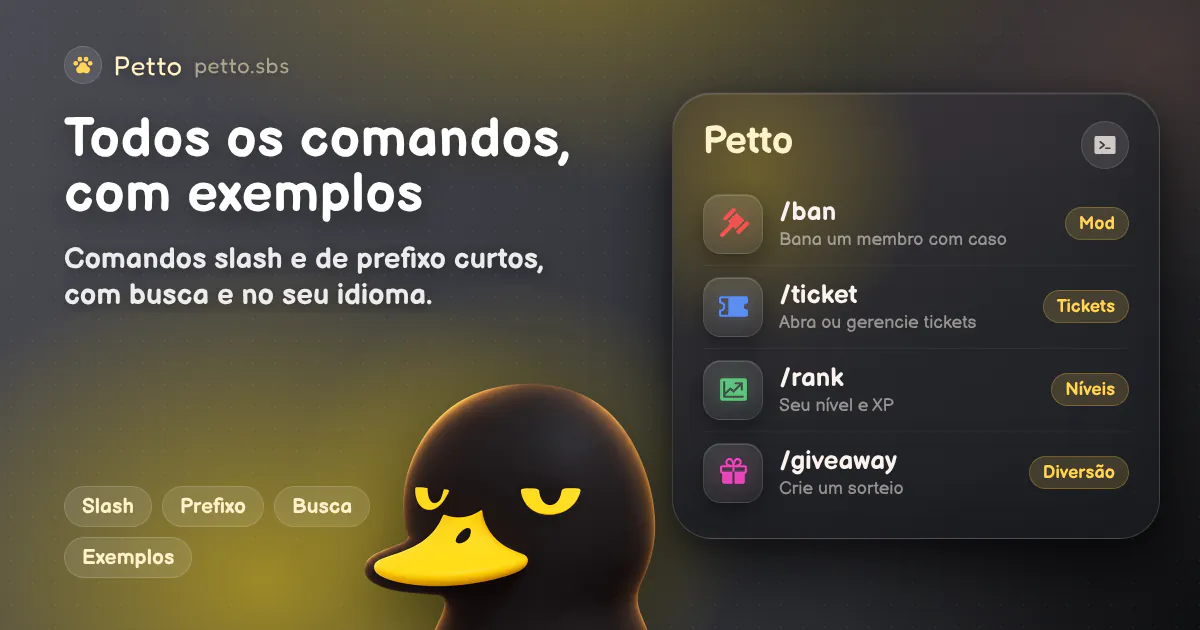 Petto petto.sbs
Todos os comandos,
com exemplos
Comandos slash e de prefixo curtos,
com busca e no seu idioma.
Slash Prefixo Busca
Exemplos
Petto
/ban
Bana um membro com caso
Mod
/ticket
Abra ou gerencie tickets
Tickets
/rank
Seu nível e XP
Níveis
/giveaway
Crie um sorteio
Diversão